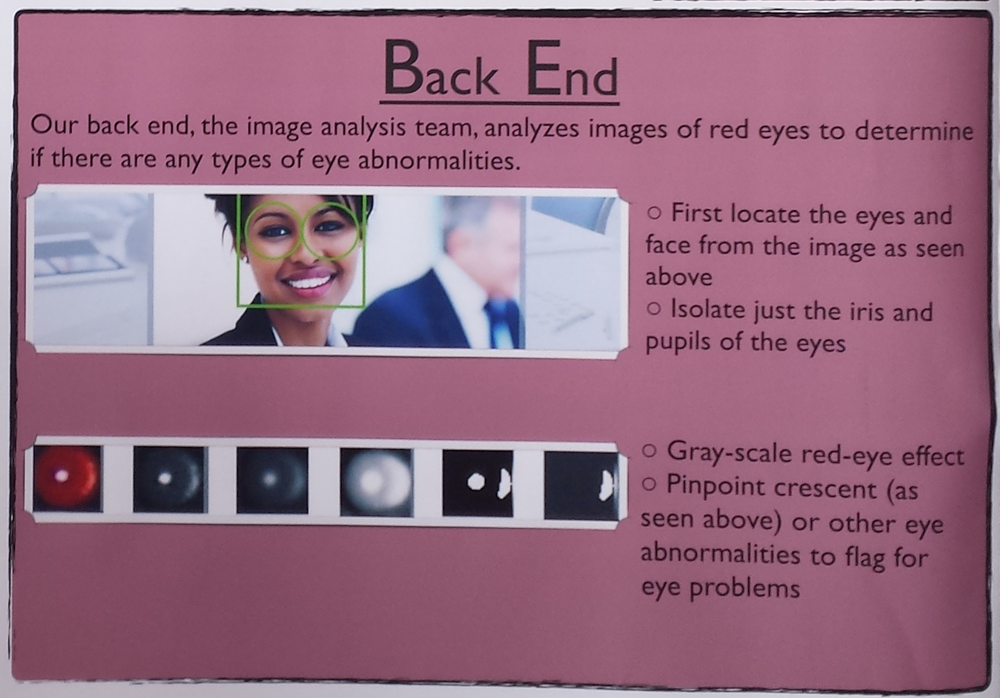 Back End
Our back end, the image analysis team, analyzes images of red eyes to determine
if there are any types of eye abnormalities.
○ First locate the eyes and
face from the image as seen
above
○ Isolate just the iris and
pupils of the eyes
○ Gray-scale red-eye effect
○ Pinpoint crescent (as
seen above) or other eye
abnormalities to flag for
eye problems